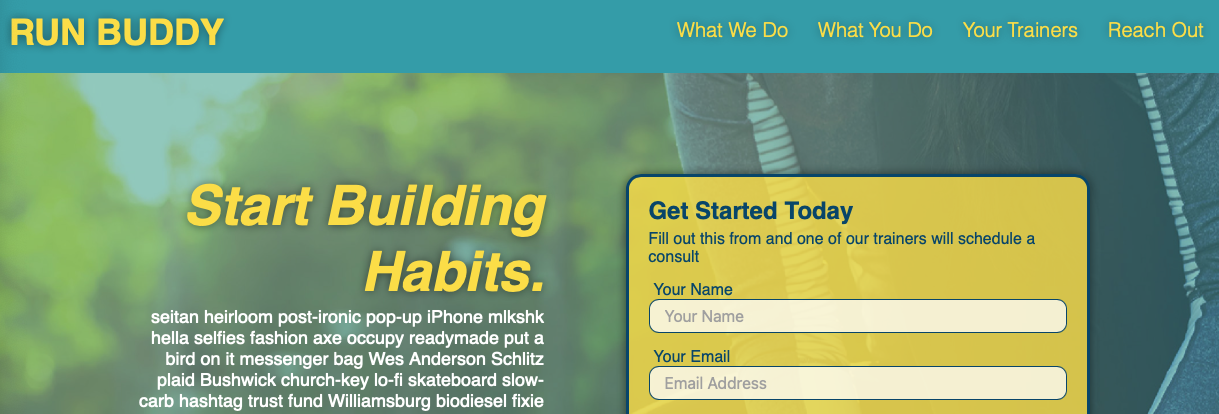 RUN BUDDY
What We Do What You Do Your Trainers Reach Out
Start Building
Habits.
seitan heirloom post-ironic pop-up iPhone mlkshk
hella selfies fashion axe occupy readymade put a
bird on it messenger bag Wes Anderson Schlitz
plaid Bushwick church-key lo-fi skateboard slow-
carb hashtag trust fund Williamsburg biodiesel fixie
Get Started Today
Fill out this from and one of our trainers will schedule a
consult
Your Name
Your Name
Your Email
Email Address